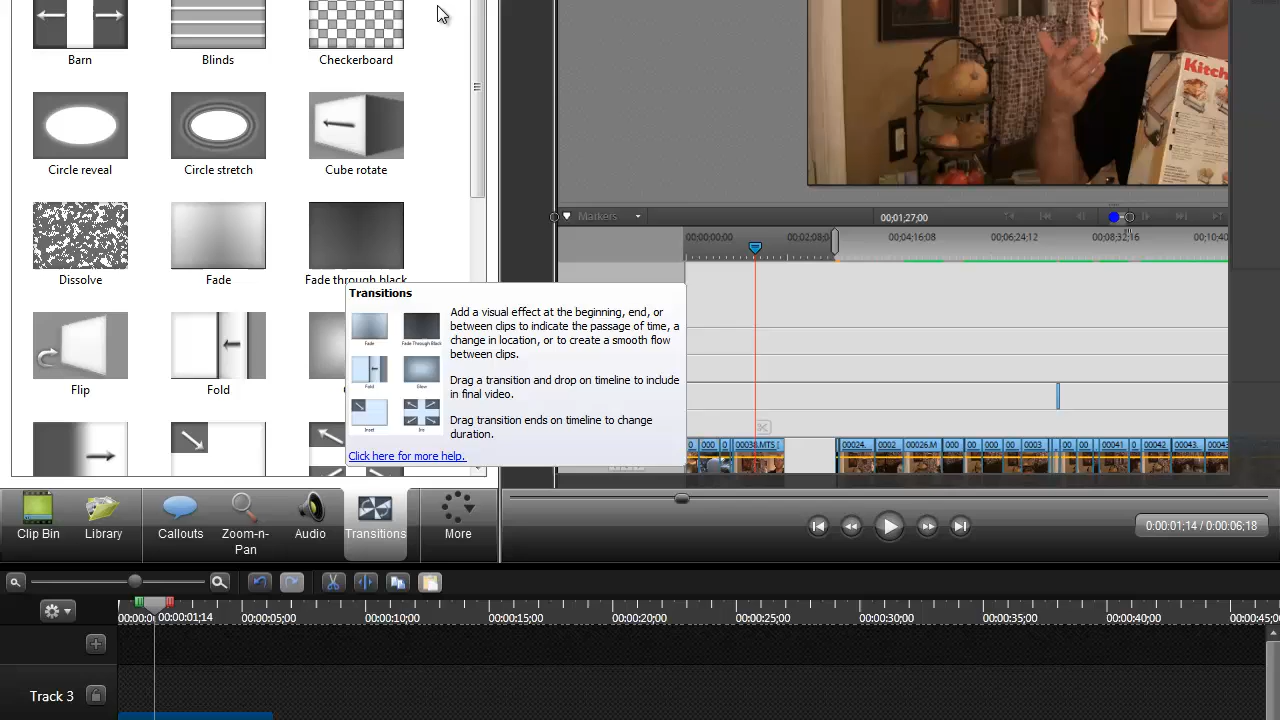 Barn
Blinds
Checkerboard
Circle reveal
Circle stretch
Cube rotate
Dissolve
Fade
Fade through black
Flip
Fold
Kitch
Markers
00;01;27;00
00;00;00;00
00;02;08;0
00;04;16;08
00;06;24;12
00;08;32;16
00;10;40
Transitions
Add a visual effect at the beginning, end, or
between clips to indicate the passage of time, a
change in location, or to create a smooth flow
between clips.
Drag a transition and drop on timeline to include
in final video.
Drag transition ends on timeline to change
duration.
Fade
Fade Through Black
Fold
Glow
Inset
Iris
Click here for more help.
0
000
0
00038.MTS
00024.
0002
00026.M
00
00
00
0003
00
00
00041
00042
00043.
00043
Clip Bin
Library
Callouts
Zoom-n-
Pan
Audio
Transitions
More
0:00:01;14 / 0:00:06;18
00:00:0
00:00:01;14
00:00:05;00
00:00:10;00
00:00:15;00
00:00:20;00
00:00:25;00
00:00:30;00
00:00:35;00
00:00:40;00
00:00:45;0
Track 3